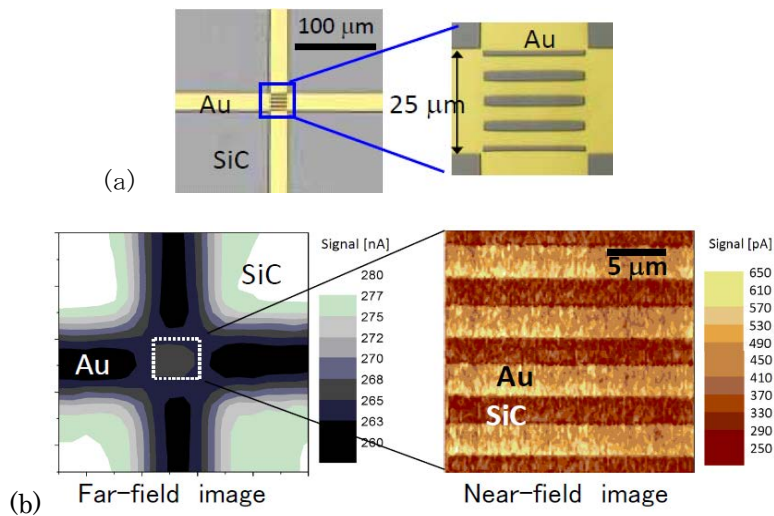 100 μm
Au
Au
25 μm
SiC
(a)
Signal [nA]
Signal [pA]
SiC
280
277
275
272
270
268
265
263
260
5 μm
650
610
570
530
490
450
410
370
330
290
250
Au
Au
SiC
(b)
Far-field image
Near-field image